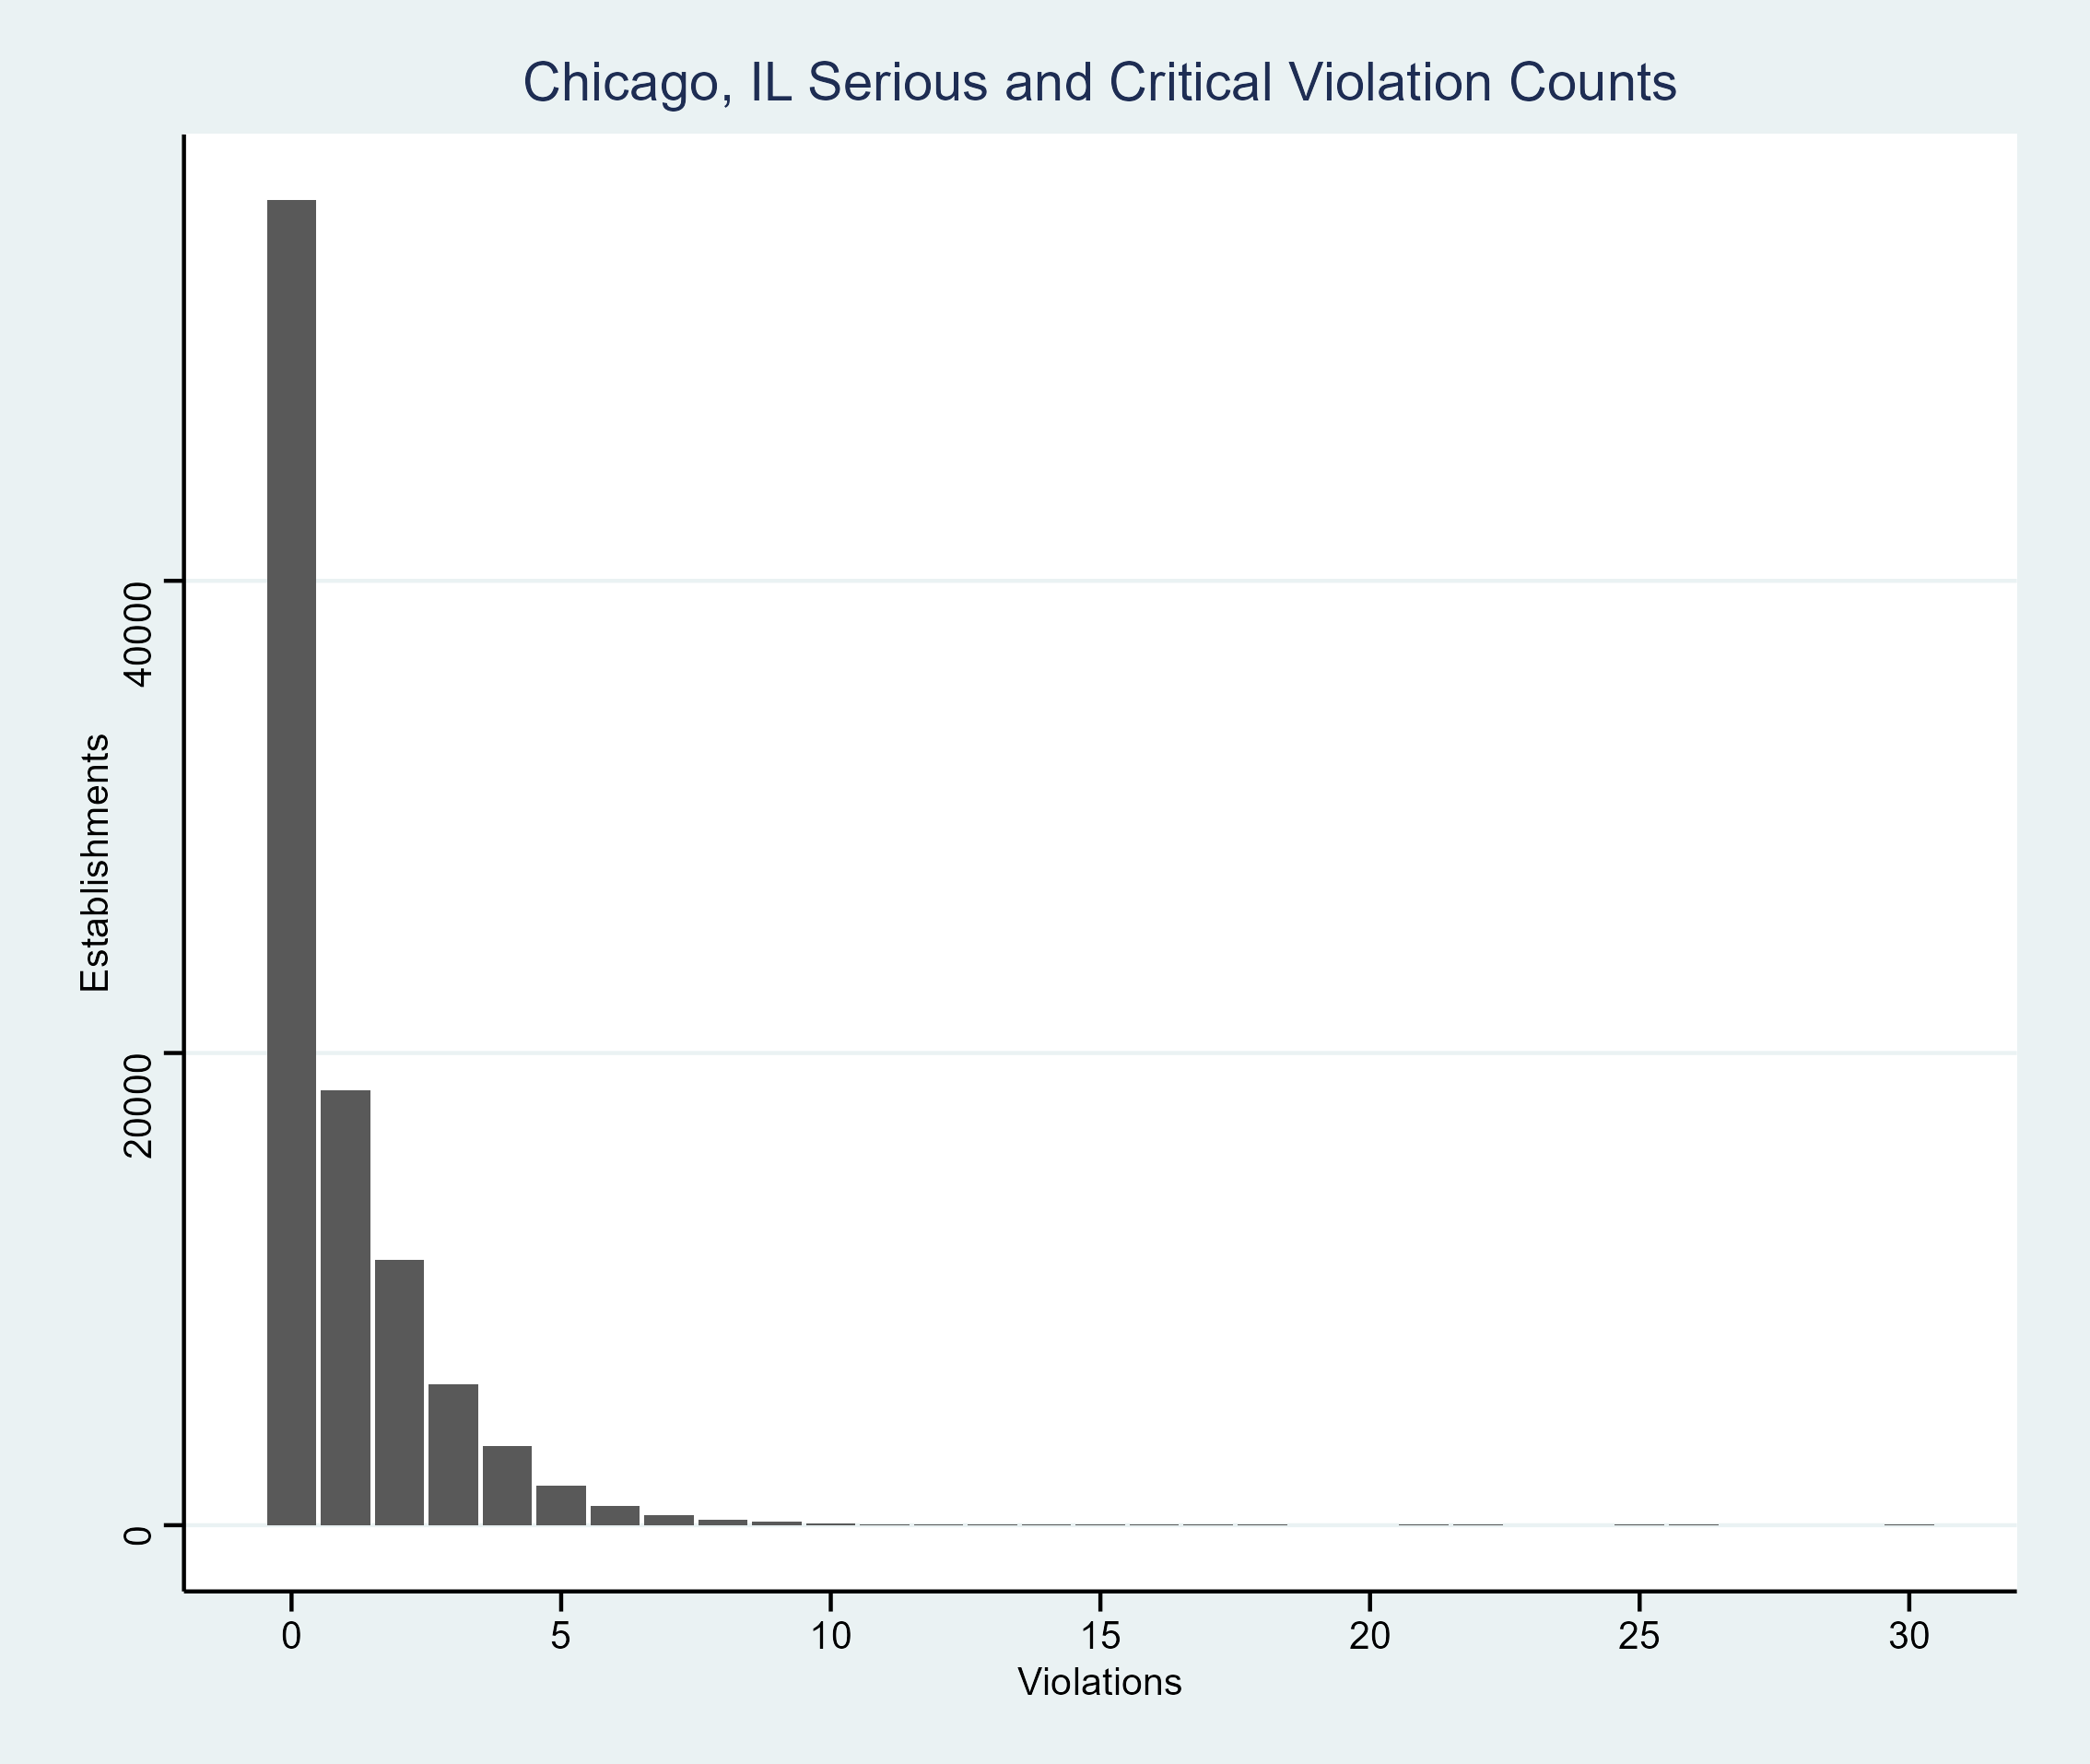 Chicago, IL Serious and Critical Violation Counts
Establishments
40000
20000
0
0 5 10 15 20 25 30
Violations